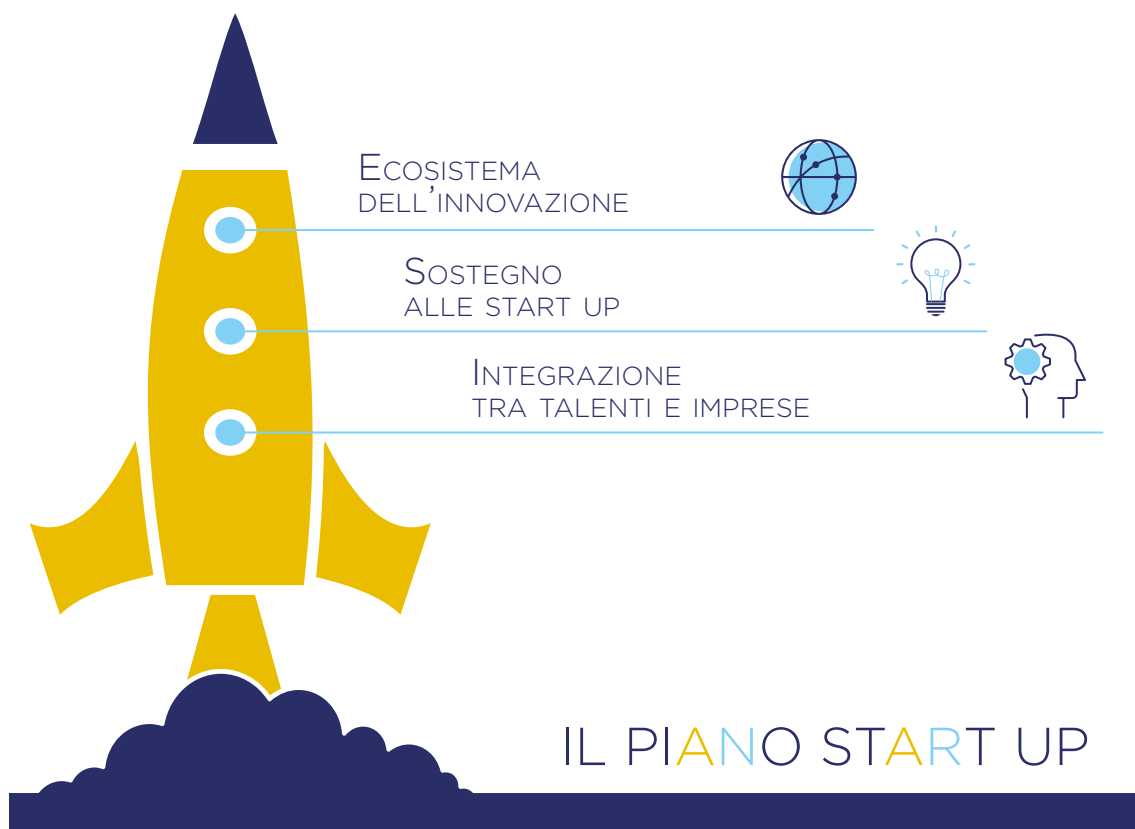 Ecosistema
dell'innovazione
Sostegno
alle start up
Integrazione
tra talenti e imprese
IL PIANO START UP